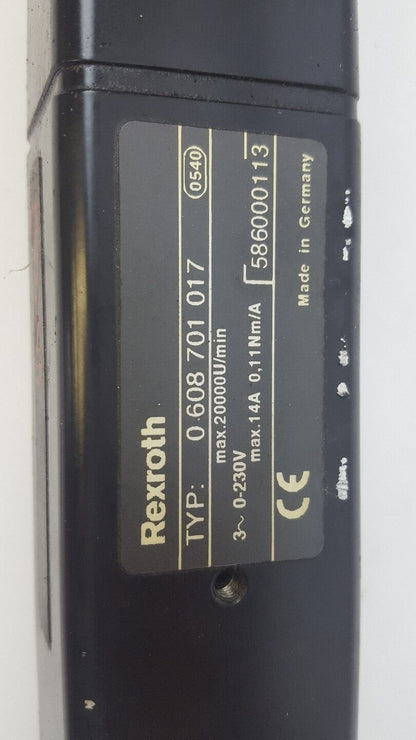 Rexroth
TYP: 0 608 701 017 0540
max.20000U/min
3~ 0-230V
max.14A 0,11Nm/A 586000113
CE Made in Germany